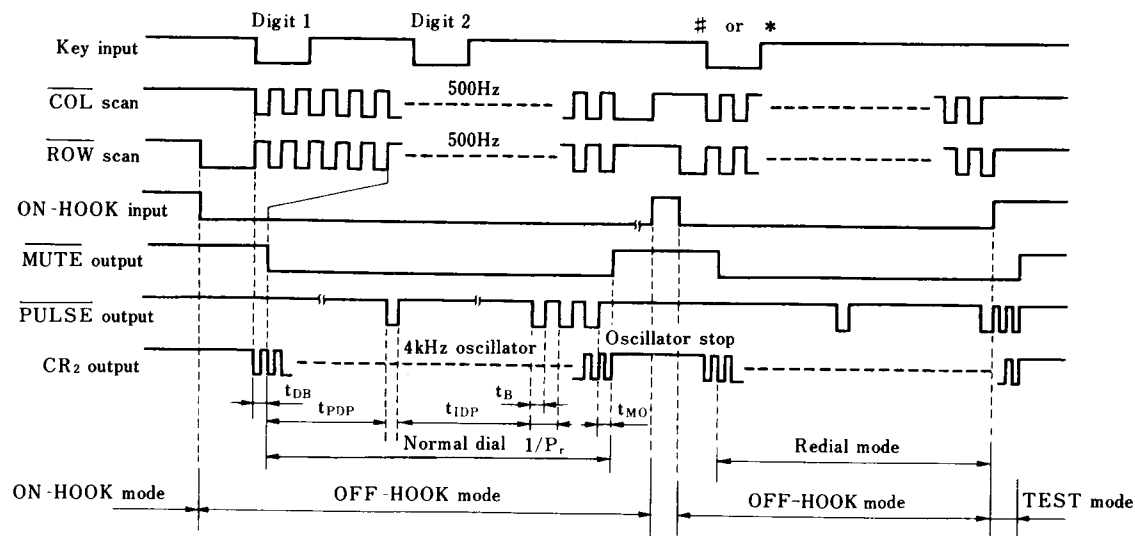 Digit 1 Digit 2 # or *
Key input
COL scan 500Hz
ROW scan 500Hz
ON-HOOK input
MUTE output
PULSE output
Oscillator stop
CR₂ output 4kHz oscillator
tDB tPDP tIDP tB tMO
Normal dial 1/Pr Redial mode
ON-HOOK mode OFF-HOOK mode OFF-HOOK mode TEST mode